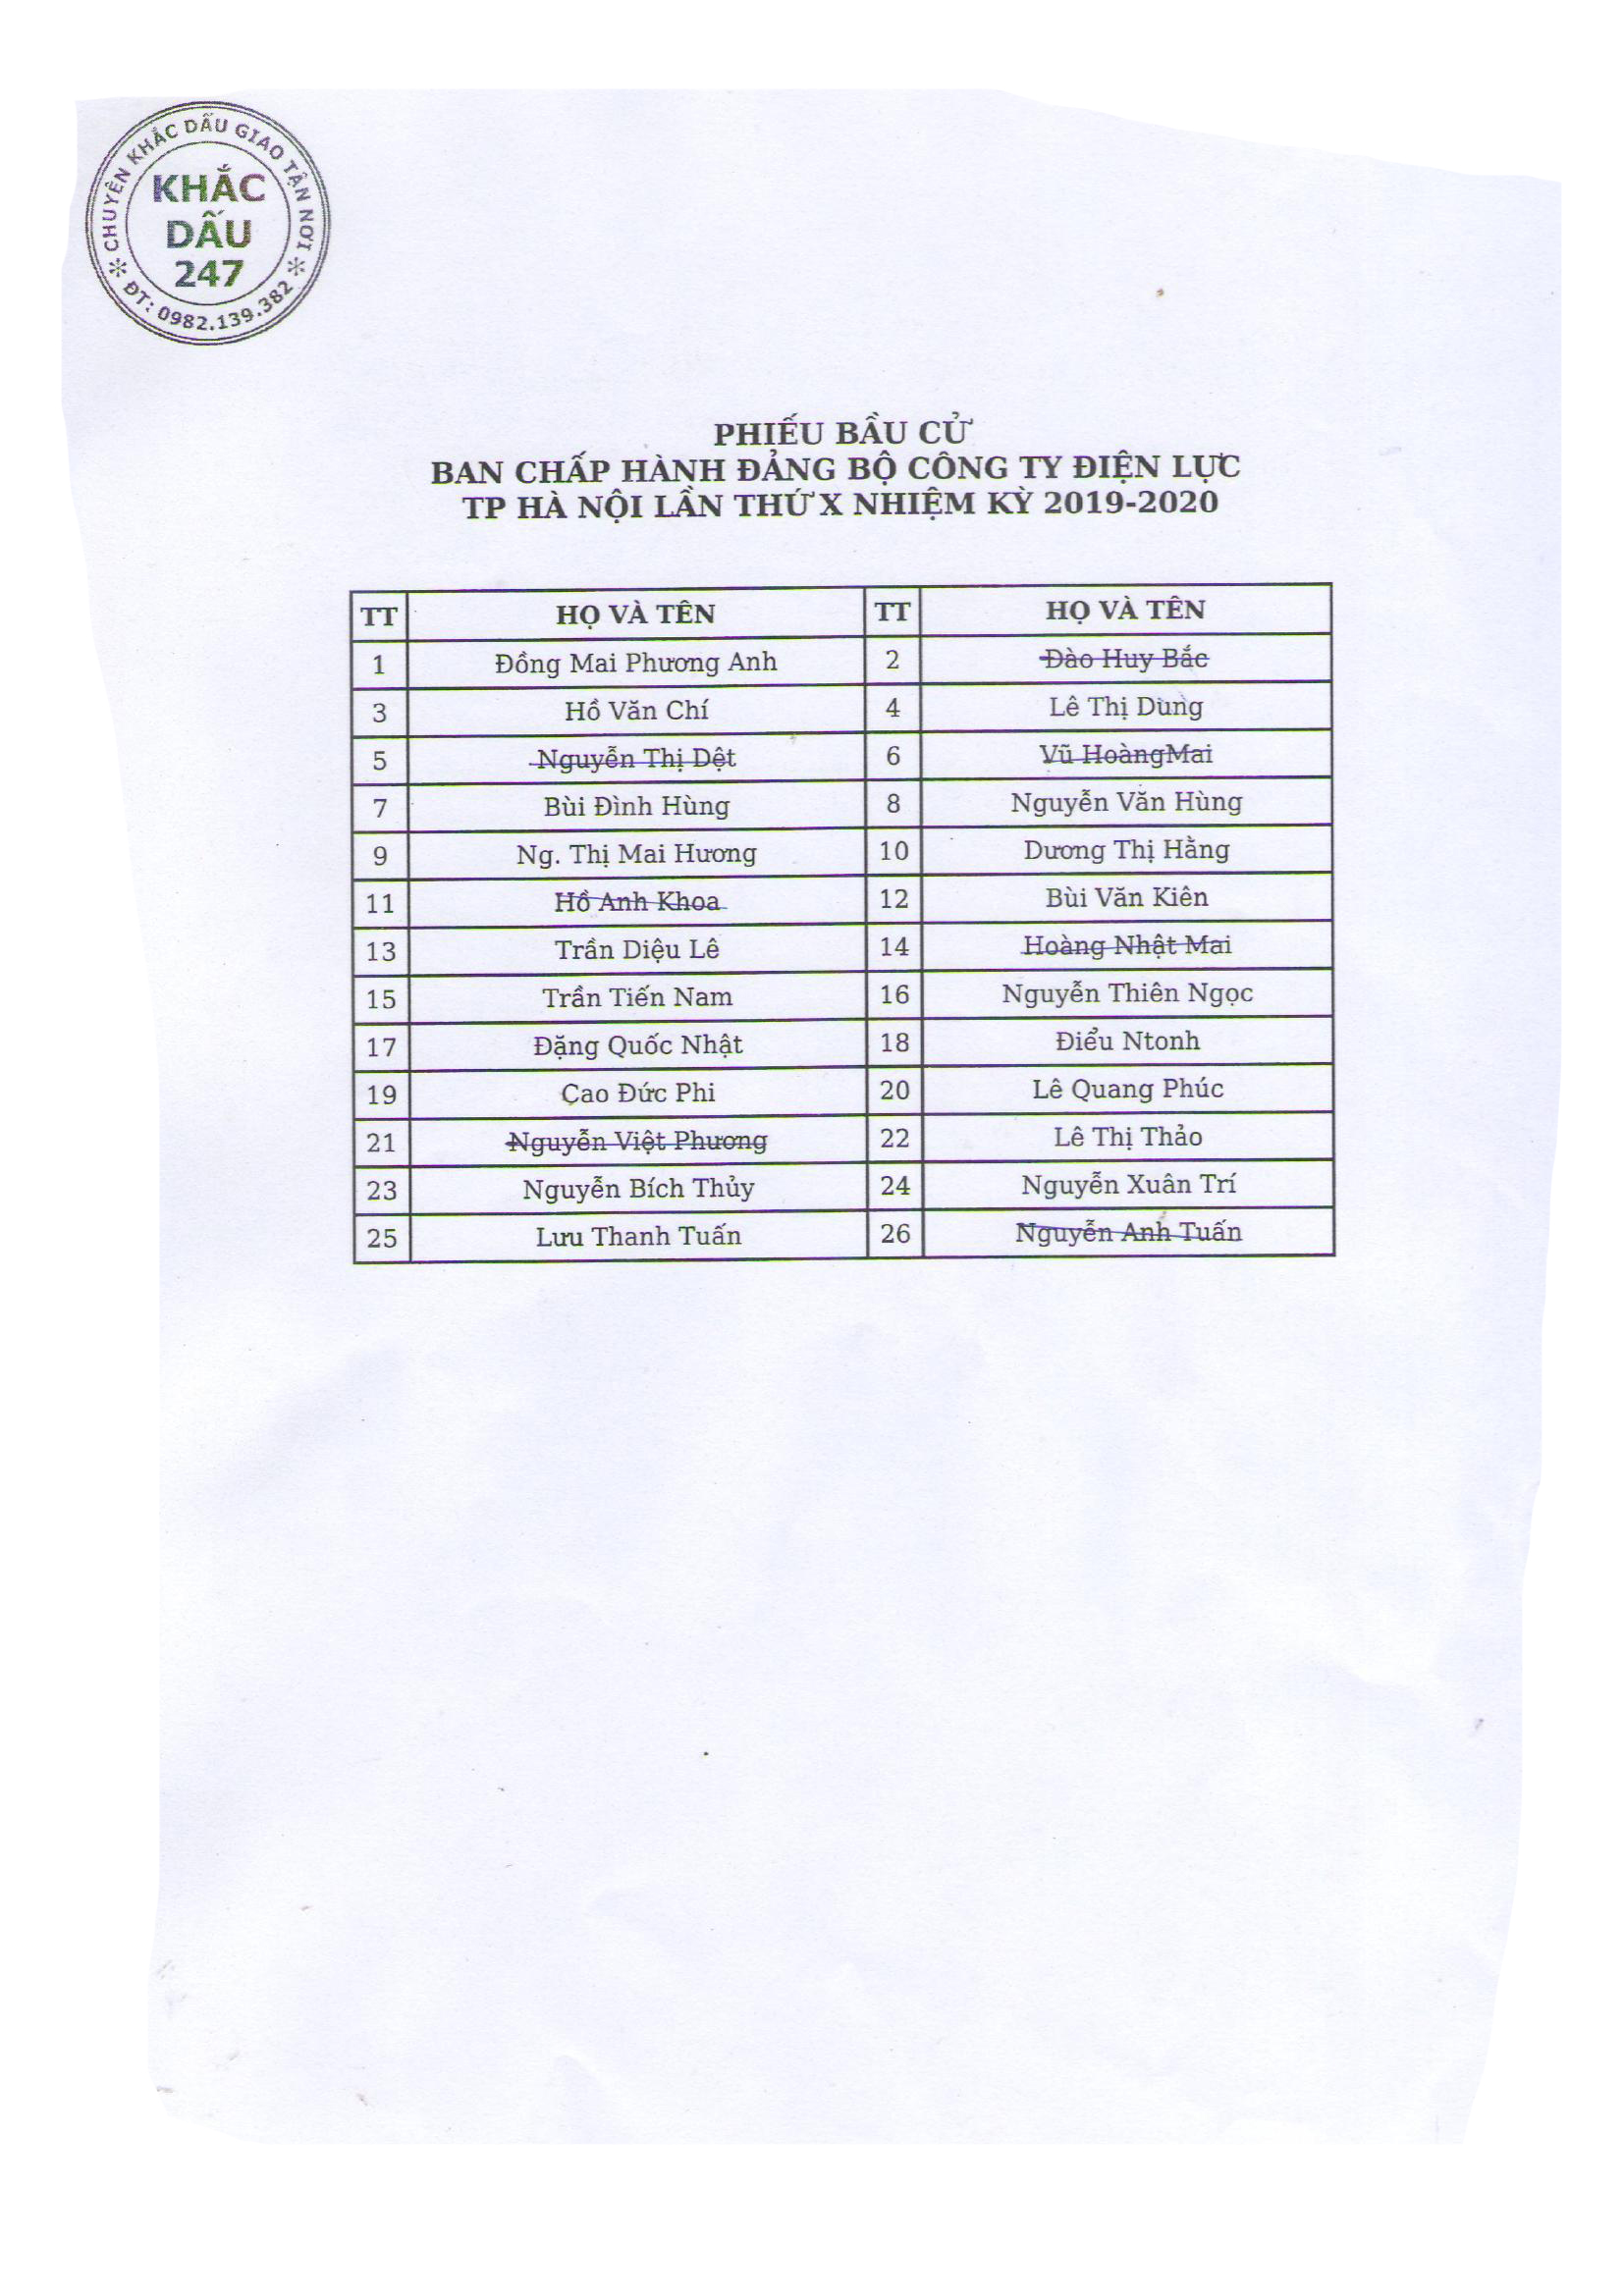 CHUYÊN KHẮC DẤU GIAO TẬN NƠI
KHẮC
DẤU
247
ĐT: 0982.139.382
PHIẾU BẦU CỬ
BAN CHẤP HÀNH ĐẢNG BỘ CÔNG TY ĐIỆN LỰC
TP HÀ NỘI LẦN THỨ X NHIỆM KỲ 2019-2020
TT HỌ VÀ TÊN TT HỌ VÀ TÊN
1 Đồng Mai Phương Anh 2 Đào Huy Bắc
3 Hồ Văn Chí 4 Lê Thị Dung
5 Nguyễn Thị Dệt 6 Vũ HoàngMai
7 Bùi Đình Hùng 8 Nguyễn Văn Hùng
9 Ng. Thị Mai Hương 10 Dương Thị Hằng
11 Hồ Anh Khoa 12 Bùi Văn Kiên
13 Trần Diệu Lê 14 Hoàng Nhật Mai
15 Trần Tiến Nam 16 Nguyễn Thiên Ngọc
17 Đặng Quốc Nhật 18 Điểu Ntonh
19 Cao Đức Phi 20 Lê Quang Phúc
21 Nguyễn Việt Phương 22 Lê Thị Thảo
23 Nguyễn Bích Thủy 24 Nguyễn Xuân Trí
25 Lưu Thanh Tuấn 26 Nguyễn Anh Tuấn